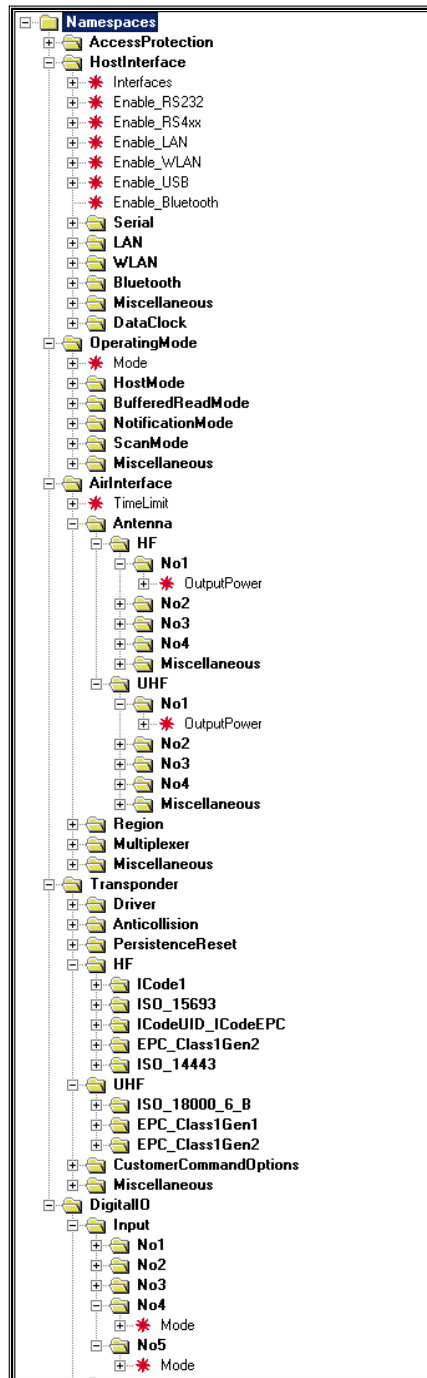 Namespaces
AccessProtection
HostInterface
Interfaces
Enable_RS232
Enable_RS4xx
Enable_LAN
Enable_WLAN
Enable_USB
Enable_Bluetooth
Serial
LAN
WLAN
Bluetooth
Miscellaneous
DataClock
OperatingMode
Mode
HostMode
BufferedReadMode
NotificationMode
ScanMode
Miscellaneous
AirInterface
TimeLimit
Antenna
HF
No1
OutputPower
No2
No3
No4
Miscellaneous
UHF
No1
OutputPower
No2
No3
No4
Miscellaneous
Region
Multiplexer
Miscellaneous
Transponder
Driver
Anticollision
PersistenceReset
HF
ICode1
ISO_15693
ICodeUID_ICodeEPC
EPC_Class1Gen2
ISO_14443
UHF
ISO_18000_6_B
EPC_Class1Gen1
EPC_Class1Gen2
CustomerCommandOptions
Miscellaneous
DigitalIO
Input
No1
No2
No3
No4
Mode
No5
Mode